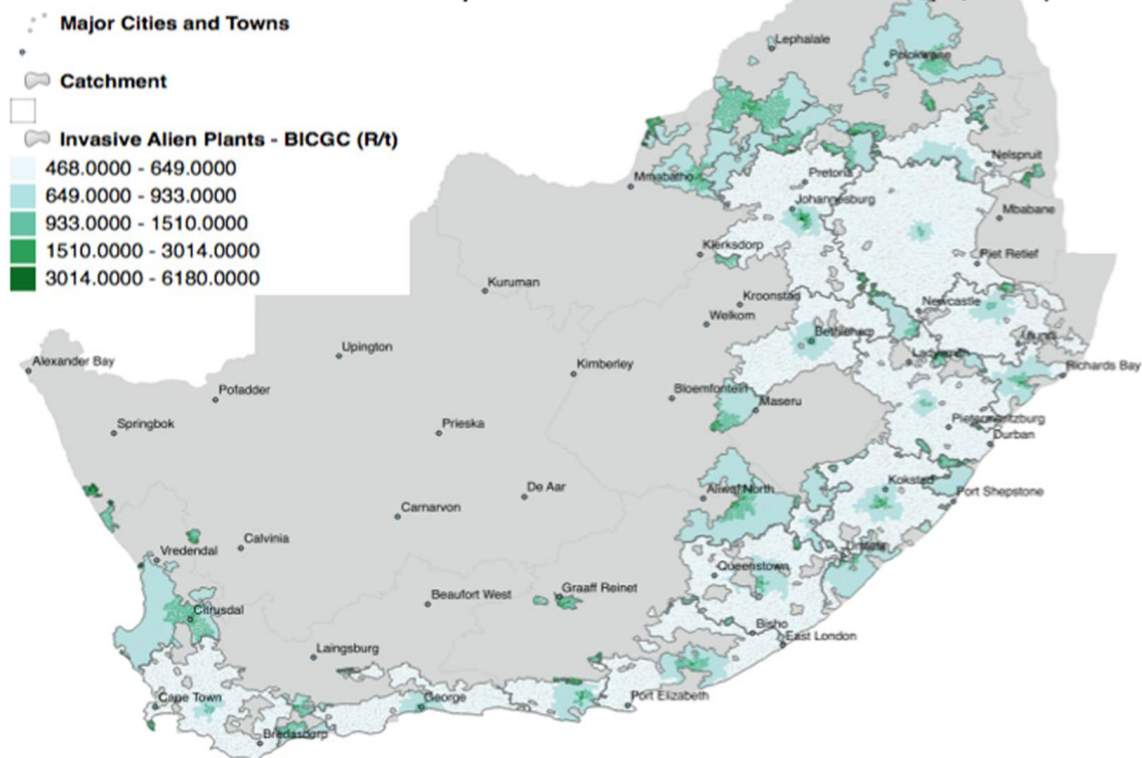 Major Cities and Towns
Catchment
Invasive Alien Plants - BICGC (R/t)
468.0000 - 649.0000
649.0000 - 933.0000
933.0000 - 1510.0000
1510.0000 - 3014.0000
3014.0000 - 6180.0000
Lephalale
Polokwane
Nelspruit
Mmabatho
Pretoria
Johannesburg
Mbabane
Klerksdorp
Piet Retief
Kuruman
Kroonstad
Newcastle
Welkom
Bethlehem
Ulundi
Upington
Ladysmith
Alexander Bay
Kimberley
Richards Bay
Pofadder
Bloemfontein
Maseru
Springbok
Prieska
Pietermaritzburg
Durban
Aliwal North
De Aar
Kokstad
Port Shepstone
Carnarvon
Calvinia
Vredendal
Umtata
Queenstown
Beaufort West
Graaff Reinet
Citrusdal
Bisho
East London
Laingsburg
Cape Town
George
Port Elizabeth
Bredasdorp